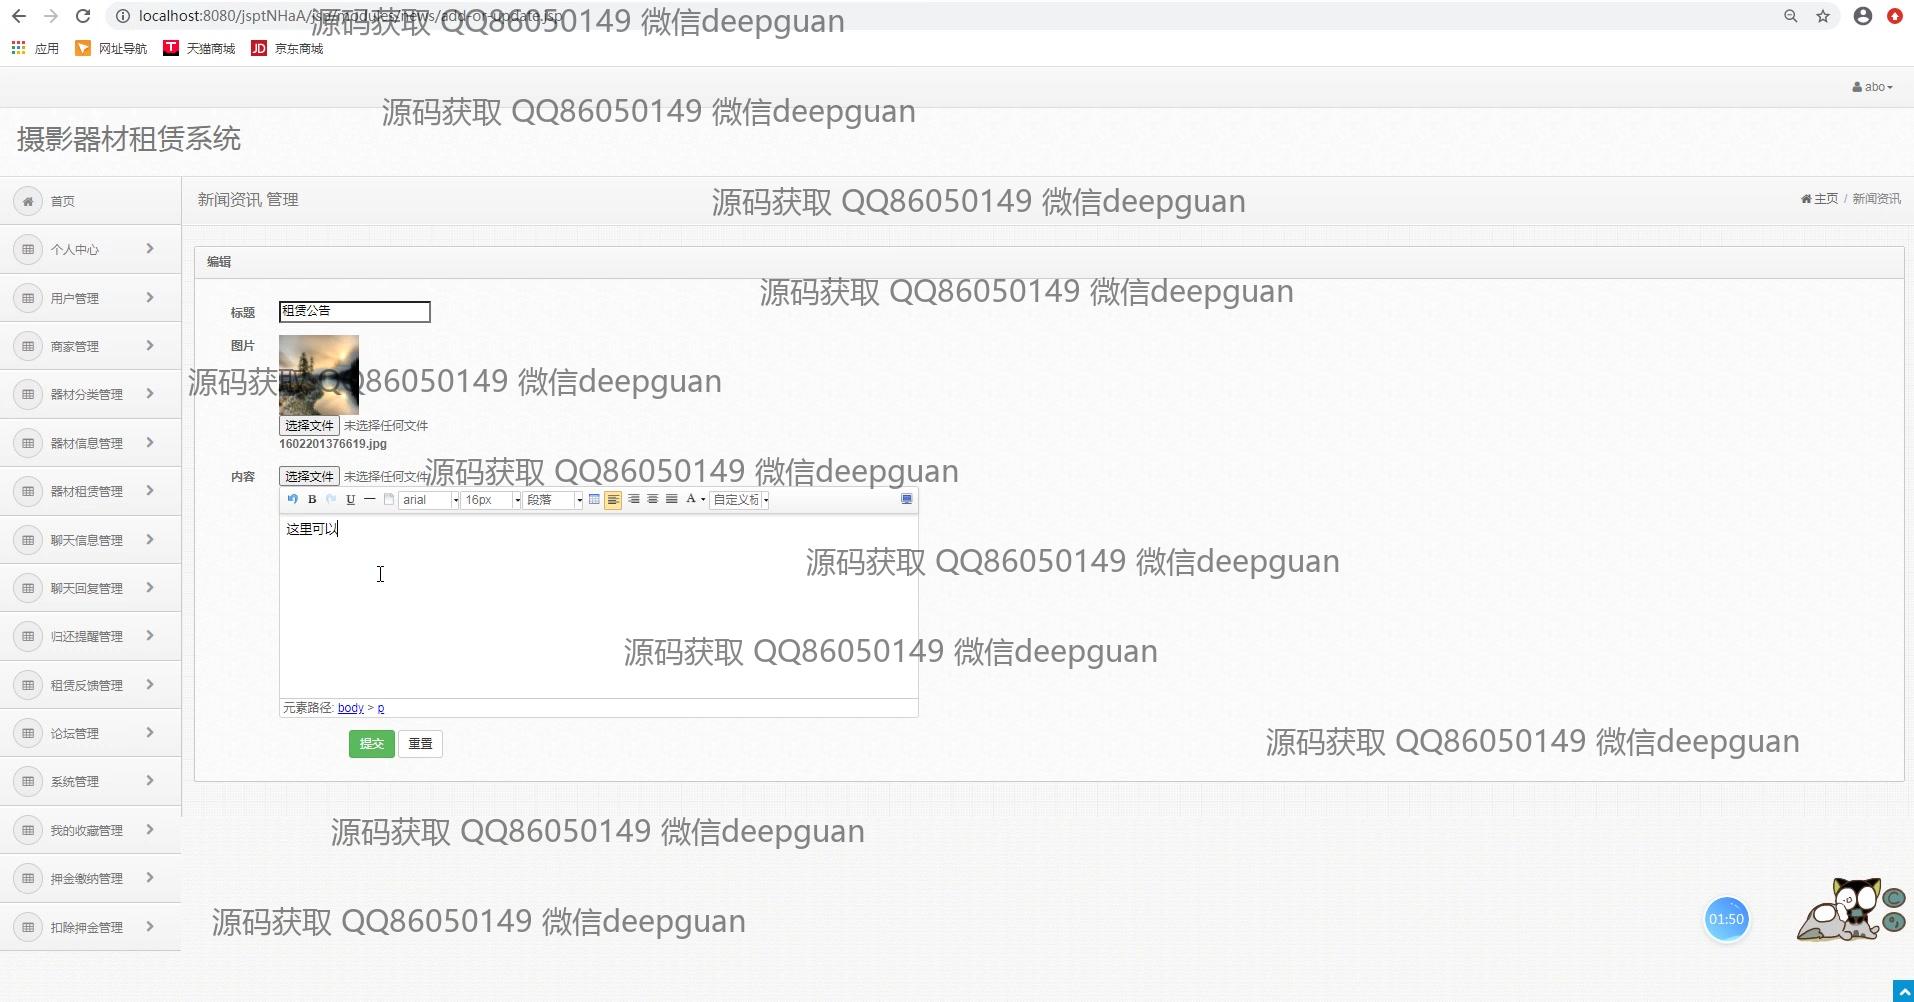 localhost:8080/jsptNHaA/jsp/modules/news/add-or-update.jsp
源码获取 QQ86050149 微信deepguan
应用 网址导航 天猫商城 JD 京东商城
abo
源码获取 QQ86050149 微信deepguan
摄影器材租赁系统
首页
新闻资讯 管理
源码获取 QQ86050149 微信deepguan
主页 / 新闻资讯
个人中心
用户管理
商家管理
器材分类管理
器材信息管理
器材租赁管理
聊天信息管理
聊天回复管理
归还提醒管理
租赁反馈管理
论坛管理
系统管理
我的收藏管理
押金缴纳管理
扣除押金管理
编辑
源码获取 QQ86050149 微信deepguan
标题 租赁公告
图片
源码获取 QQ86050149 微信deepguan
选择文件 未选择任何文件
1602201376619.jpg
内容 选择文件 未选择任何文件
源码获取 QQ86050149 微信deepguan
B U arial 16px 段落 A 自定义标
这里可以
源码获取 QQ86050149 微信deepguan
源码获取 QQ86050149 微信deepguan
元素路径: body > p
提交 重置
源码获取 QQ86050149 微信deepguan
源码获取 QQ86050149 微信deepguan
源码获取 QQ86050149 微信deepguan
01:50